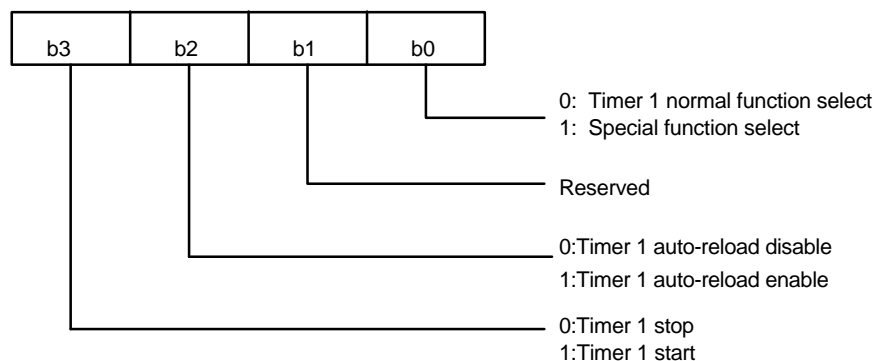 b3 b2 b1 b0
0: Timer 1 normal function select
1: Special function select
Reserved
0:Timer 1 auto-reload disable
1:Timer 1 auto-reload enable
0:Timer 1 stop
1:Timer 1 start